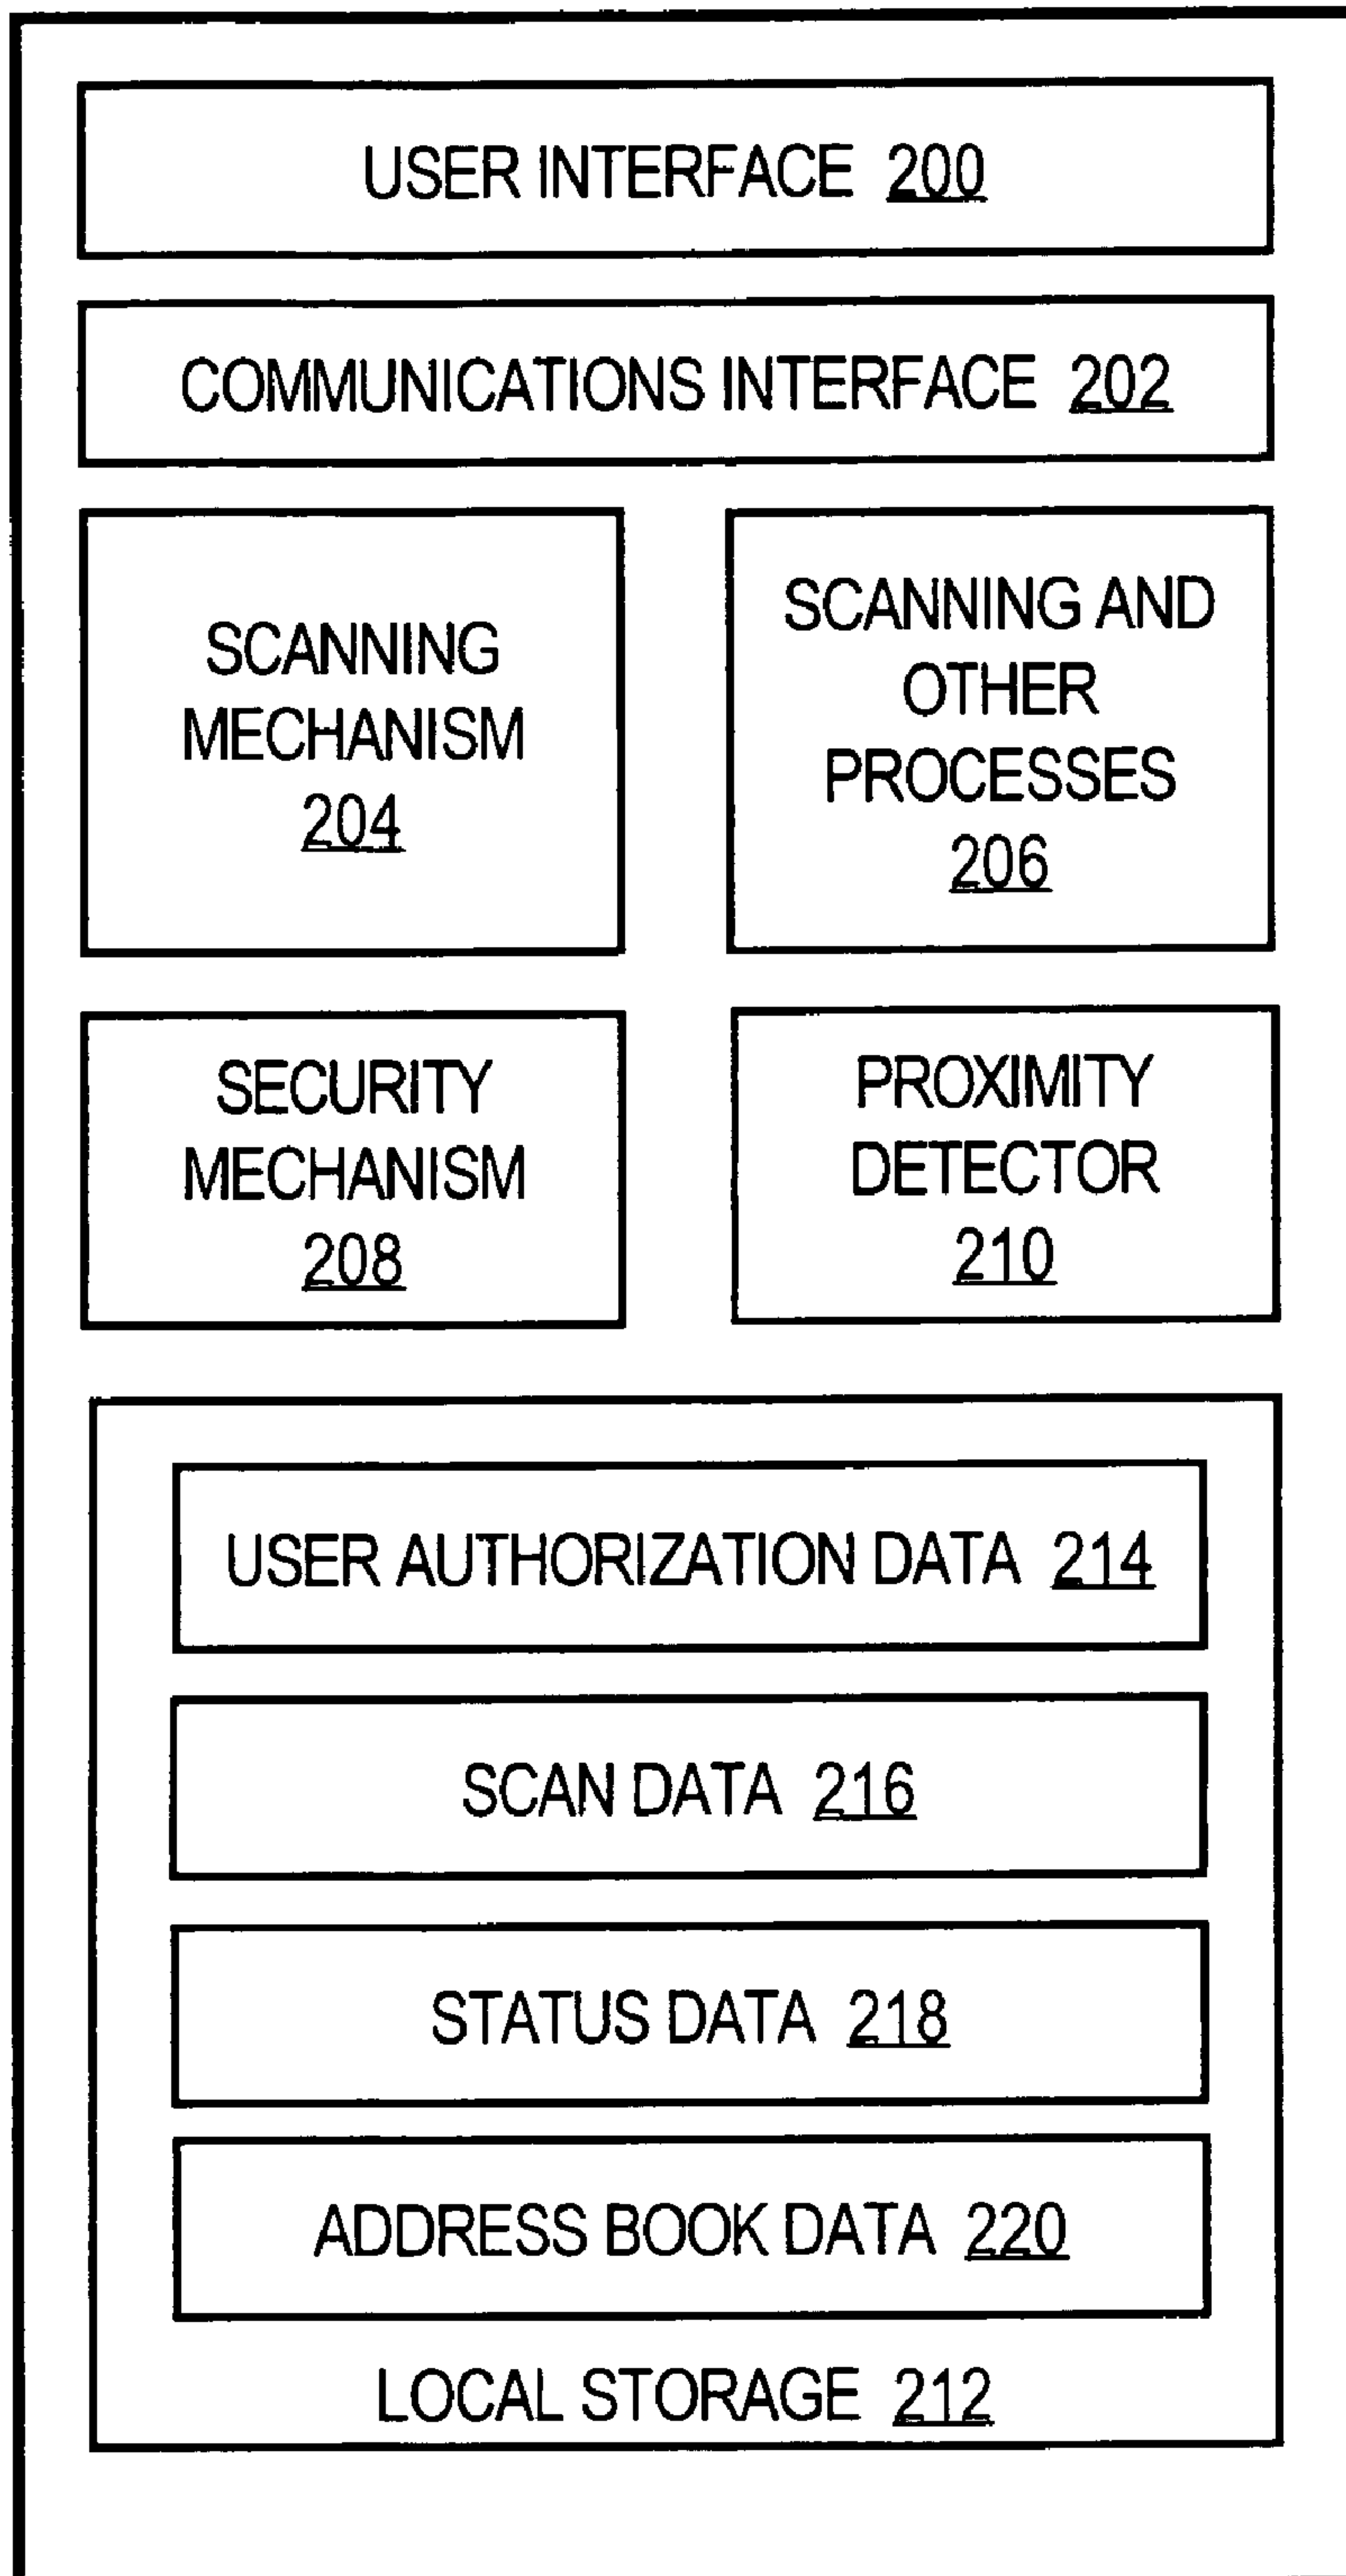 USER INTERFACE 200
COMMUNICATIONS INTERFACE 202
SCANNING
MECHANISM
204
SCANNING AND
OTHER
PROCESSES
206
SECURITY
MECHANISM
208
PROXIMITY
DETECTOR
210
USER AUTHORIZATION DATA 214
SCAN DATA 216
STATUS DATA 218
ADDRESS BOOK DATA 220
LOCAL STORAGE 212